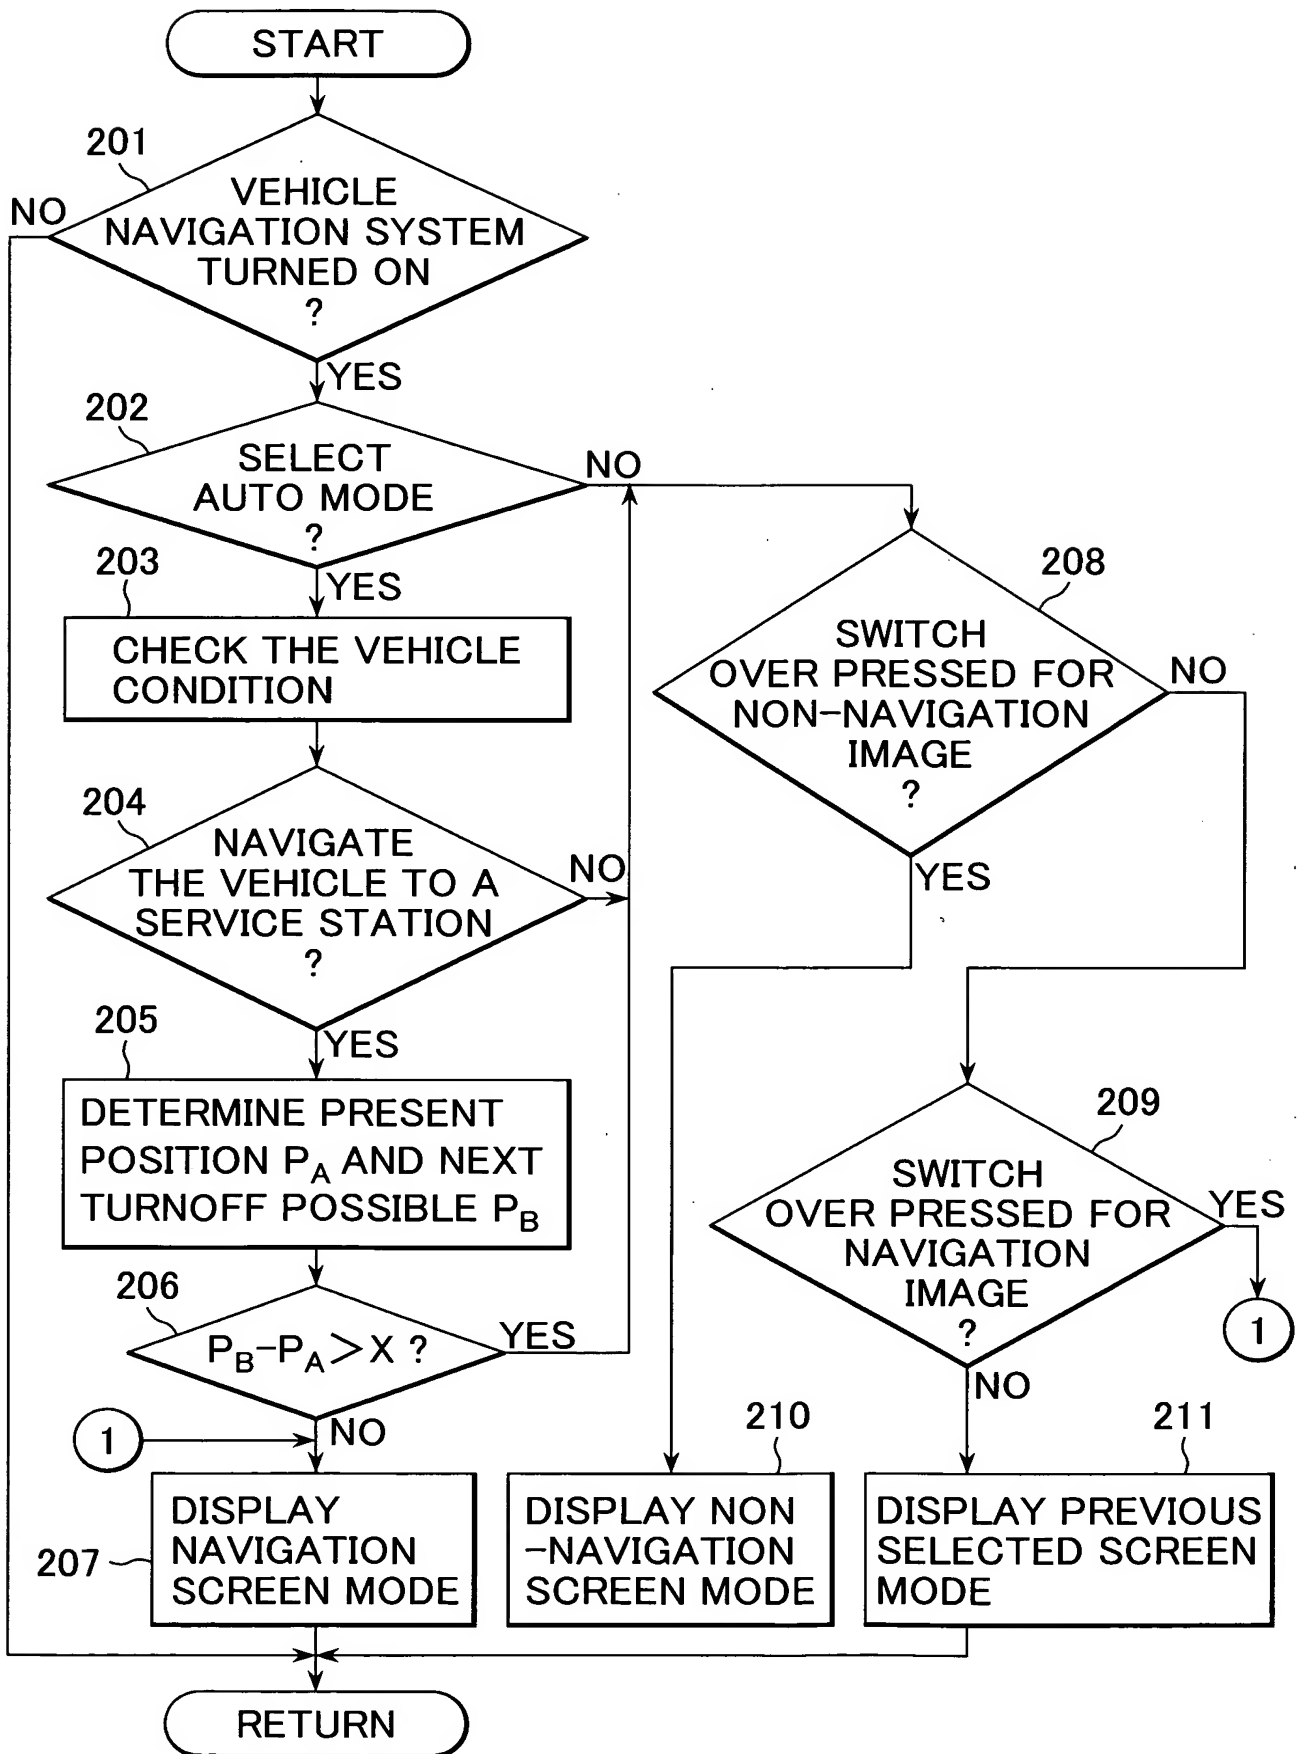 START
201
VEHICLE
NAVIGATION SYSTEM
TURNED ON
?
NO
YES
202
SELECT
AUTO MODE
?
NO
YES
203
CHECK THE VEHICLE
CONDITION
204
NAVIGATE
THE VEHICLE TO A
SERVICE STATION
?
NO
YES
205
DETERMINE PRESENT
POSITION PA AND NEXT
TURNOFF POSSIBLE PB
206
PB-PA>X ?
YES
NO
1
207
DISPLAY
NAVIGATION
SCREEN MODE
208
SWITCH
OVER PRESSED FOR
NON-NAVIGATION
IMAGE
?
NO
YES
209
SWITCH
OVER PRESSED FOR
NAVIGATION
IMAGE
?
YES
1
NO
210
DISPLAY NON
-NAVIGATION
SCREEN MODE
211
DISPLAY PREVIOUS
SELECTED SCREEN
MODE
RETURN